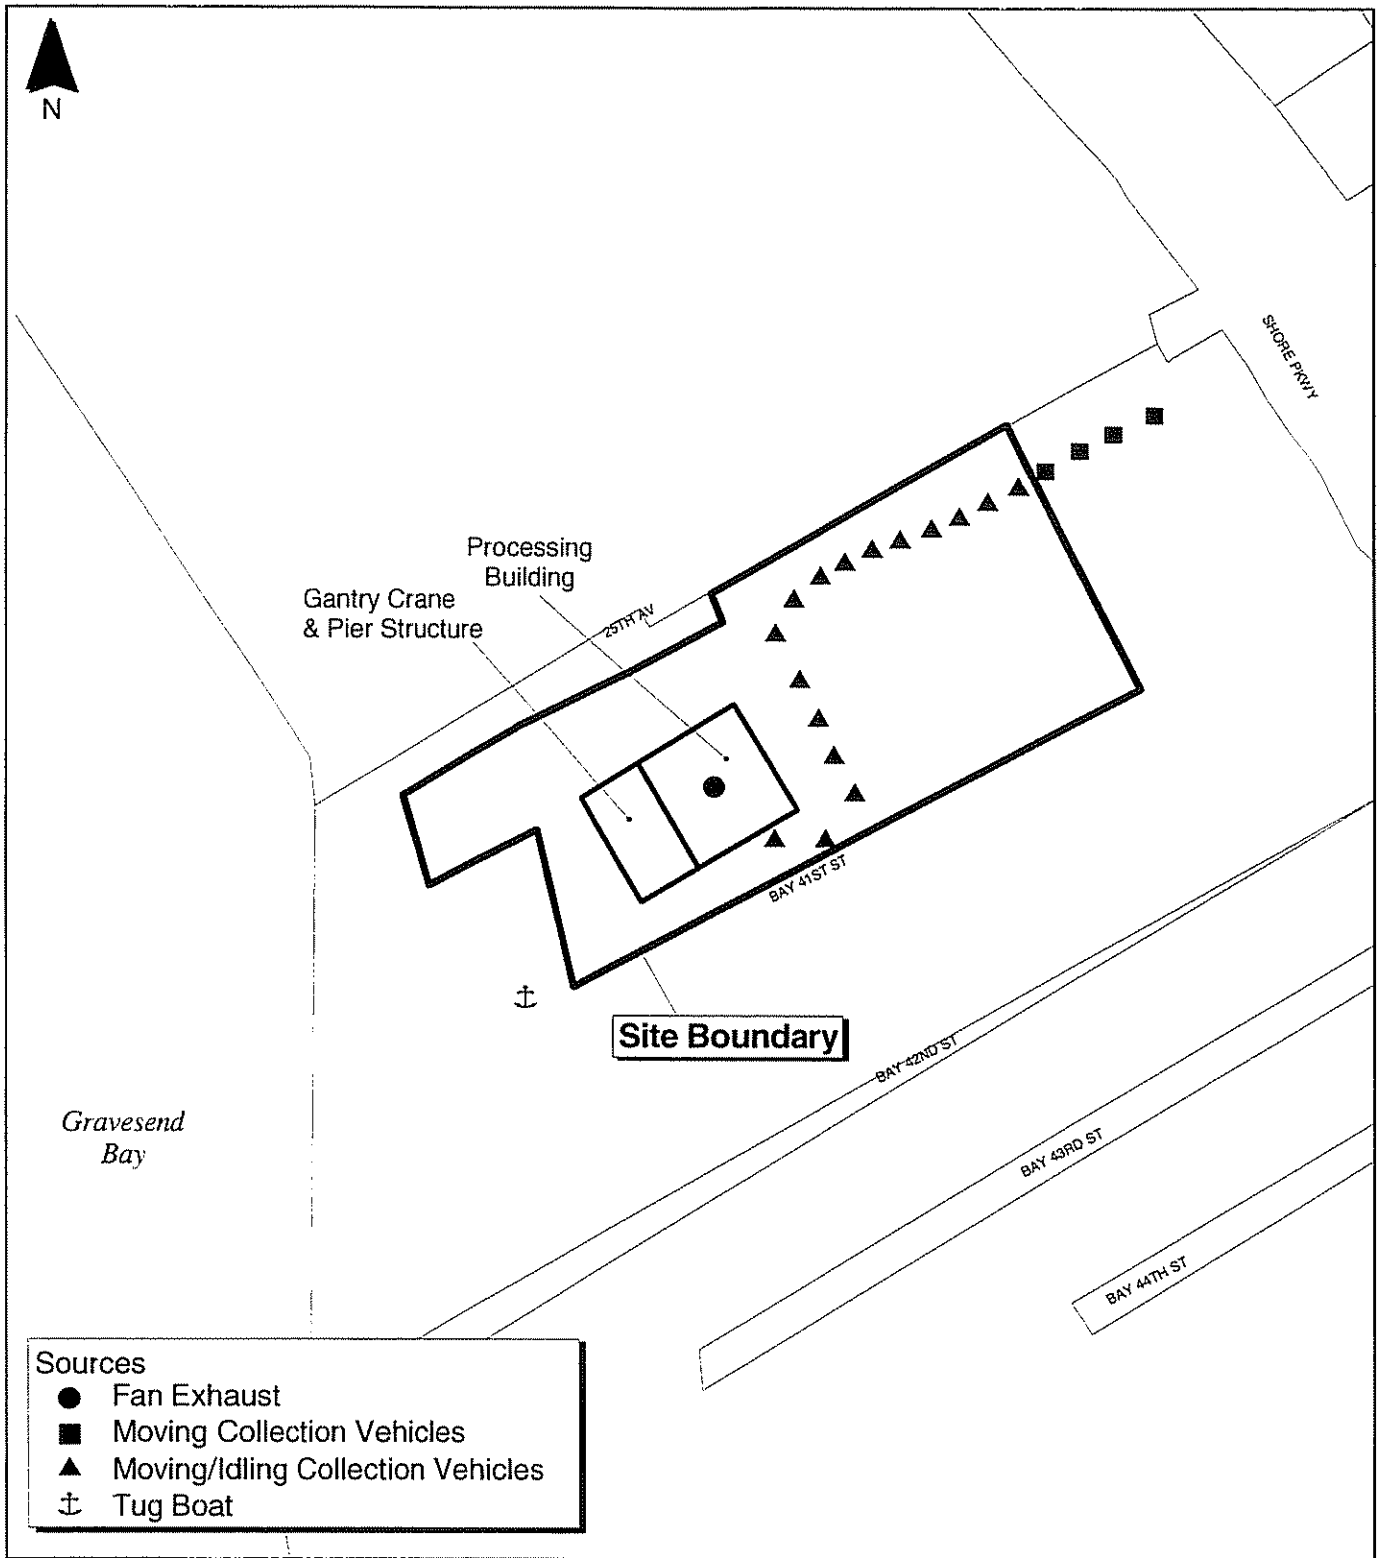 N
SHORE PKWY
Processing
Building
Gantry Crane
& Pier Structure
25TH AV
BAY 41ST ST
Site Boundary
BAY 42ND ST
Gravesend
Bay
BAY 43RD ST
BAY 44TH ST
Sources
Fan Exhaust
Moving Collection Vehicles
Moving/Idling Collection Vehicles
Tug Boat